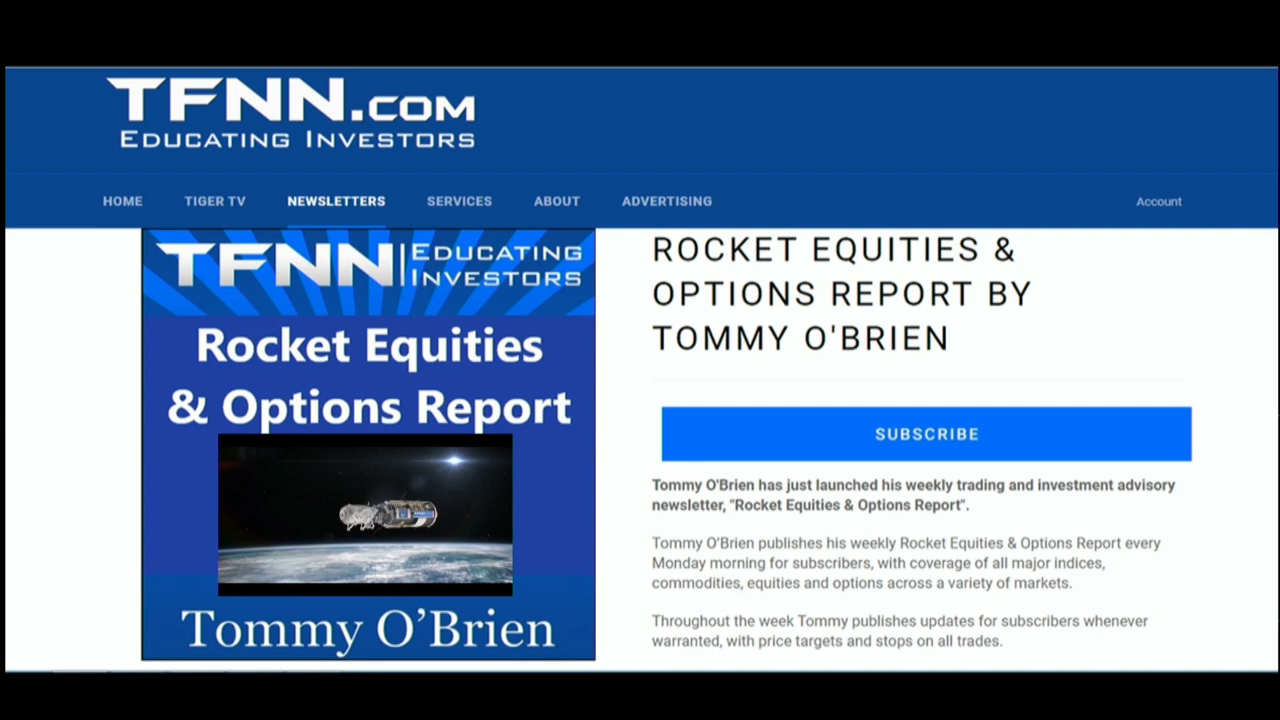 TFNN.COM
EDUCATING INVESTORS
HOME TIGER TV NEWSLETTERS SERVICES ABOUT ADVERTISING Account
TFNN | EDUCATING INVESTORS
Rocket Equities
& Options Report
Tommy O’Brien
ROCKET EQUITIES &
OPTIONS REPORT BY
TOMMY O'BRIEN
SUBSCRIBE
Tommy O'Brien has just launched his weekly trading and investment advisory
newsletter, "Rocket Equities & Options Report".
Tommy O’Brien publishes his weekly Rocket Equities & Options Report every
Monday morning for subscribers, with coverage of all major indices,
commodities, equities and options across a variety of markets.
Throughout the week Tommy publishes updates for subscribers whenever
warranted, with price targets and stops on all trades.